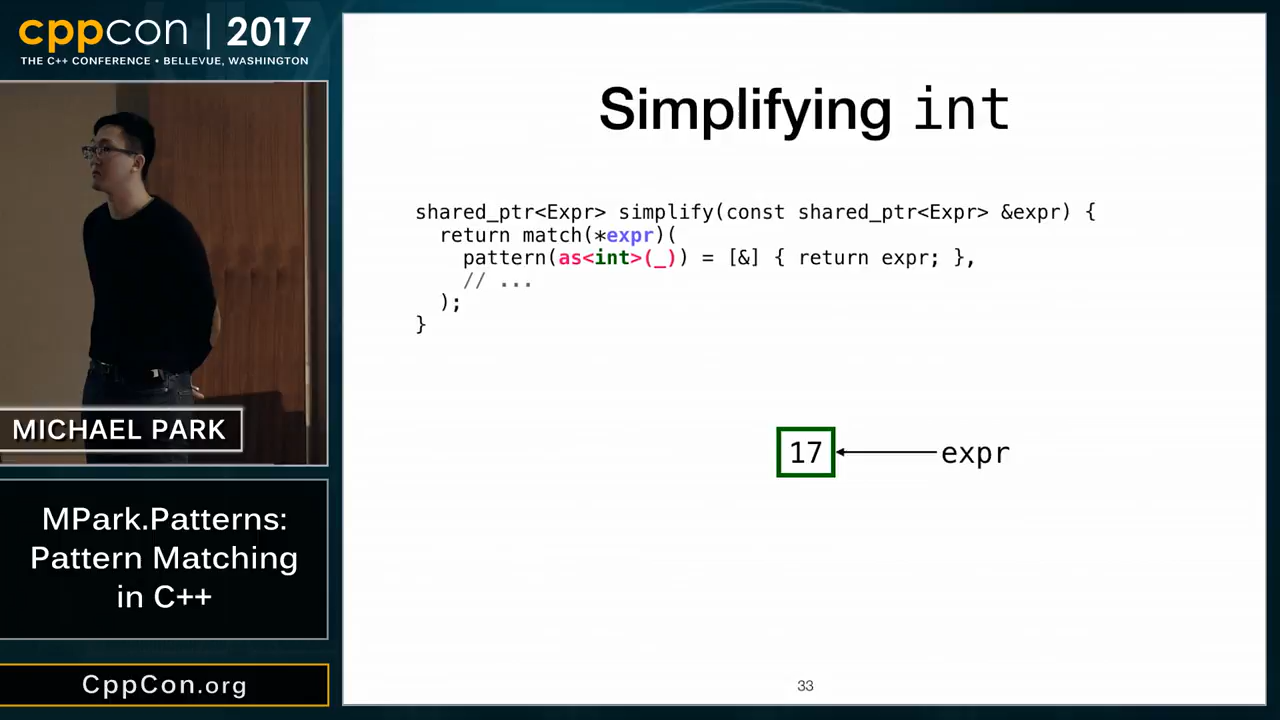 cppcon | 2017
THE C++ CONFERENCE • BELLEVUE, WASHINGTON
MICHAEL PARK
MPark.Patterns:
Pattern Matching
in C++
CppCon.org
Simplifying int
shared_ptr<Expr> simplify(const shared_ptr<Expr> &expr) {
  return match(*expr)(
    pattern(as<int>(_)) = [&] { return expr; },
    // ...
  );
}
17
expr
33